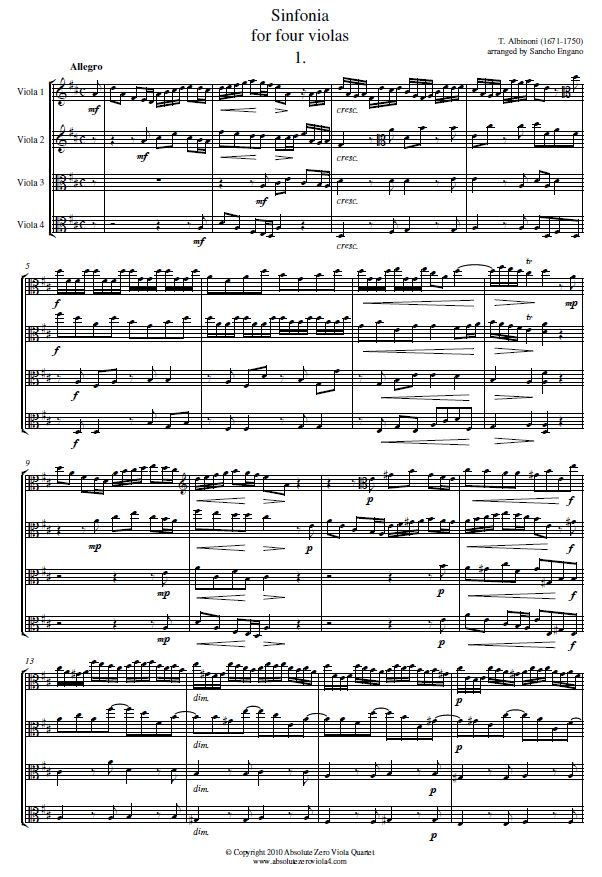 Sinfonia
for four violas
1.
T. Albinoni (1671-1750)
arranged by Sancho Engano
Allegro
Viola 1
mf
cresc.
Viola 2
mf
cresc.
Viola 3
mf
cresc.
Viola 4
mf
cresc.
5
tr
f
mp
tr
f
f
f
9
p
f
mp
p
f
mp
p
f
mp
p
f
13
dim.
p
dim.
p
dim.
p
dim.
p
© Copyright 2010 Absolute Zero Viola Quartet
www.absolutezeroviola4.com